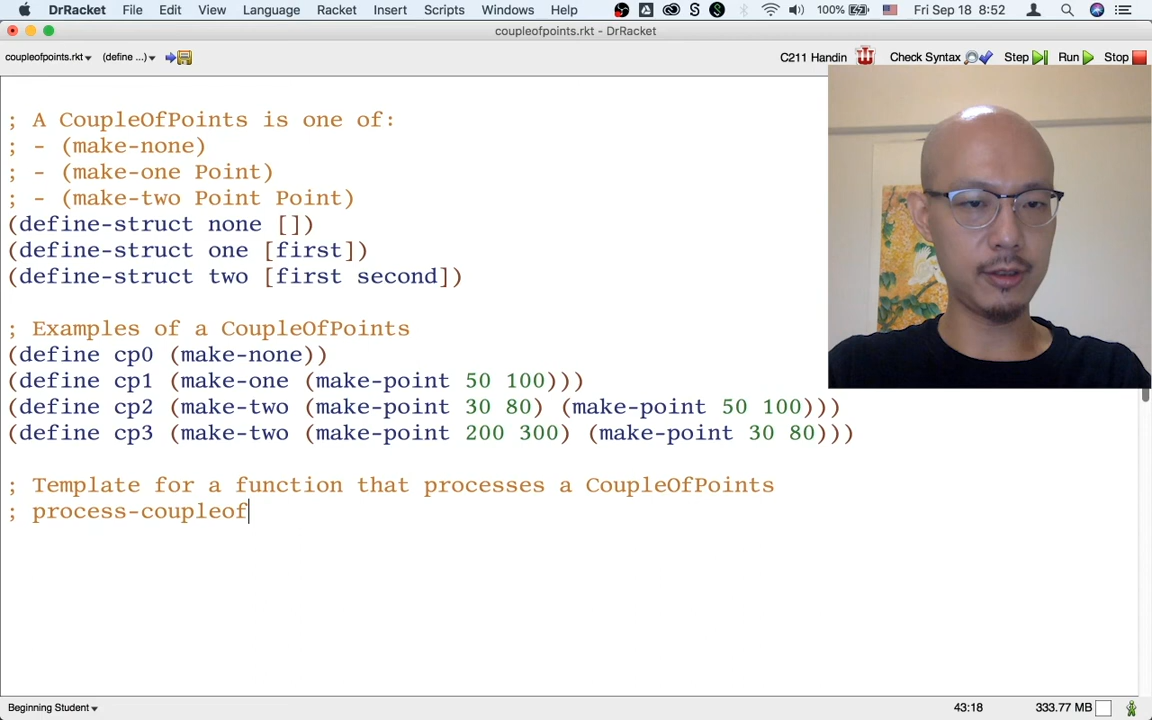 DrRacket File Edit View Language Racket Insert Scripts Windows Help 100% Fri Sep 18 8:52
coupleofpoints.rkt - DrRacket
coupleofpoints.rkt (define ...) C211 Handin Check Syntax Step Run Stop
; A CoupleOfPoints is one of:
; - (make-none)
; - (make-one Point)
; - (make-two Point Point)
(define-struct none [])
(define-struct one [first])
(define-struct two [first second])
; Examples of a CoupleOfPoints
(define cp0 (make-none))
(define cp1 (make-one (make-point 50 100)))
(define cp2 (make-two (make-point 30 80) (make-point 50 100)))
(define cp3 (make-two (make-point 200 300) (make-point 30 80)))
; Template for a function that processes a CoupleOfPoints
; process-coupleof
Beginning Student 43:18 333.77 MB